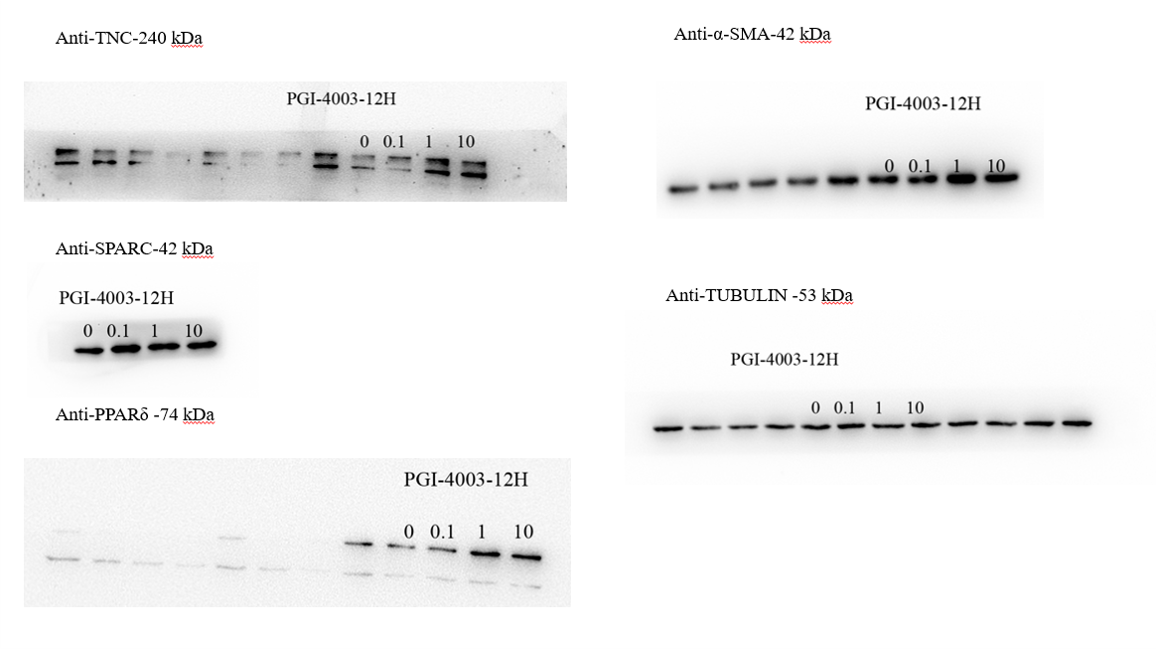 Anti-TNC-240 kDa
PGI-4003-12H
0 0.1 1 10
Anti-SPARC-42 kDa
PGI-4003-12H
0 0.1 1 10
Anti-PPARδ -74 kDa
PGI-4003-12H
0 0.1 1 10
Anti-α-SMA-42 kDa
PGI-4003-12H
0 0.1 1 10
Anti-TUBULIN -53 kDa
PGI-4003-12H
0 0.1 1 10